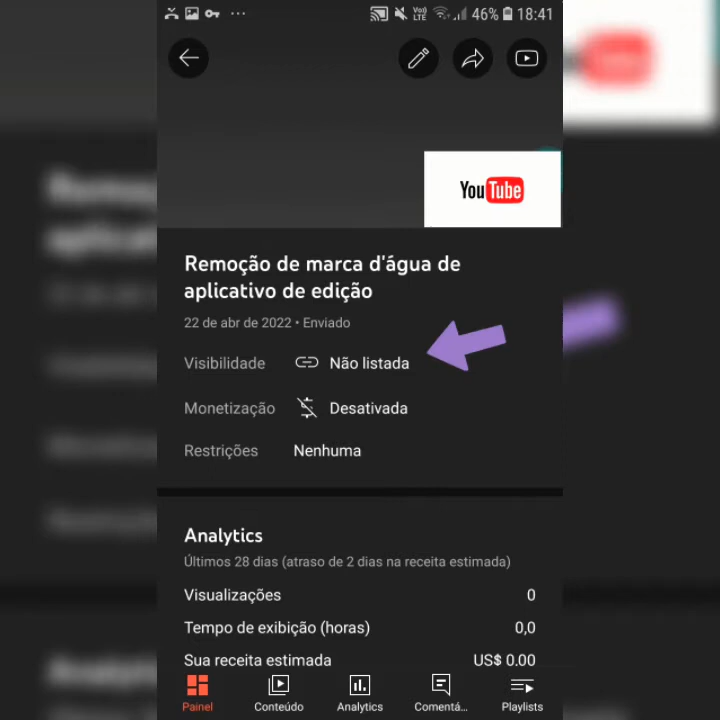 46% 18:41
YouTube
Remoção de marca d'água de
aplicativo de edição
22 de abr de 2022 • Enviado
Visibilidade Não listada
Monetização Desativada
Restrições Nenhuma
Analytics
Últimos 28 dias (atraso de 2 dias na receita estimada)
Visualizações 0
Tempo de exibição (horas) 0,0
Sua receita estimada US$ 0.00
Painel Conteúdo Analytics Comentá... Playlists